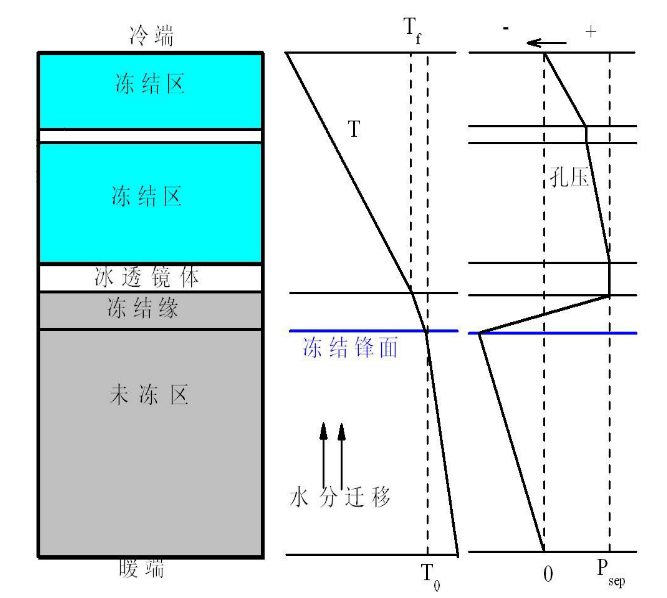 冷端
T_f
- +
冻结区
T
孔压
冻结区
冰透镜体
冻结缘
冻结锋面
未冻区
水分迁移
暖端
T_0
0
P_sep